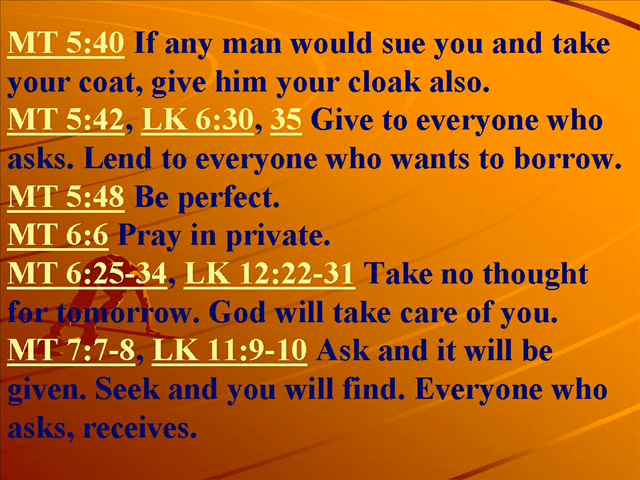 MT 5:40 If any man would sue you and take
your coat, give him your cloak also.
MT 5:42, LK 6:30, 35 Give to everyone who
asks. Lend to everyone who wants to borrow.
MT 5:48 Be perfect.
MT 6:6 Pray in private.
MT 6:25-34, LK 12:22-31 Take no thought
for tomorrow. God will take care of you.
MT 7:7-8, LK 11:9-10 Ask and it will be
given. Seek and you will find. Everyone who
asks, receives.